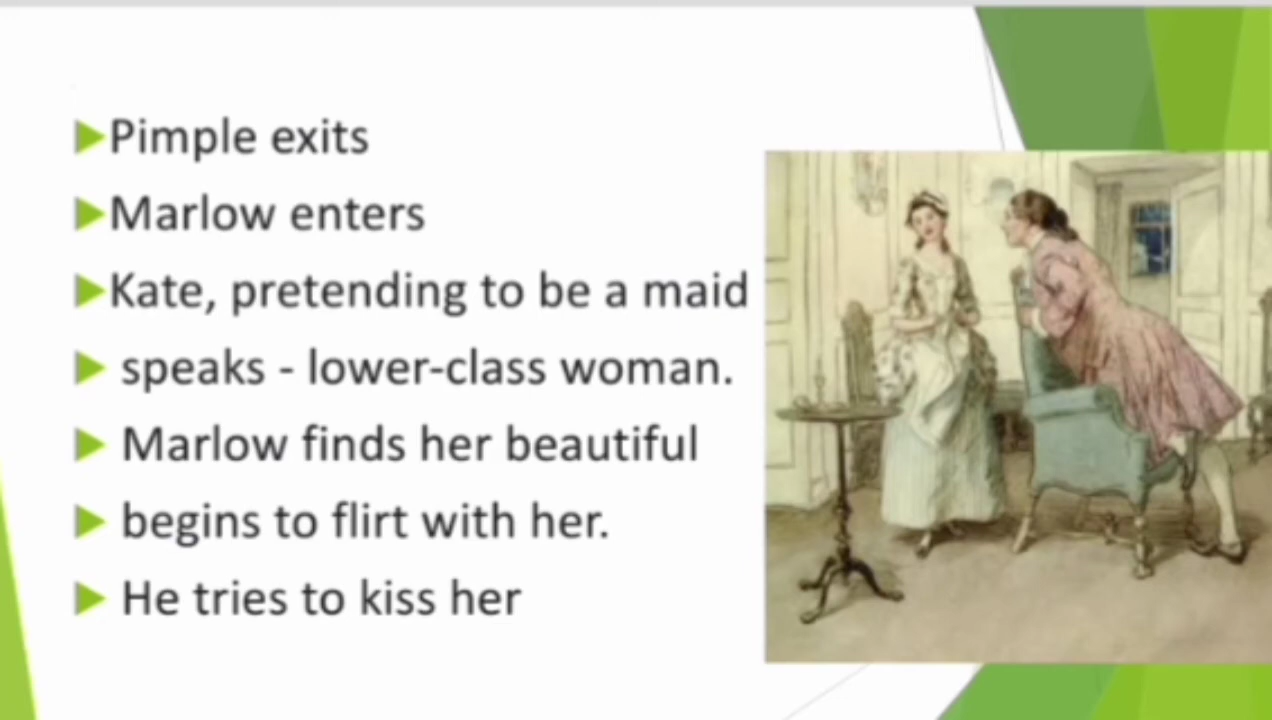 Pimple exits
Marlow enters
Kate, pretending to be a maid
speaks - lower-class woman.
Marlow finds her beautiful
begins to flirt with her.
He tries to kiss her